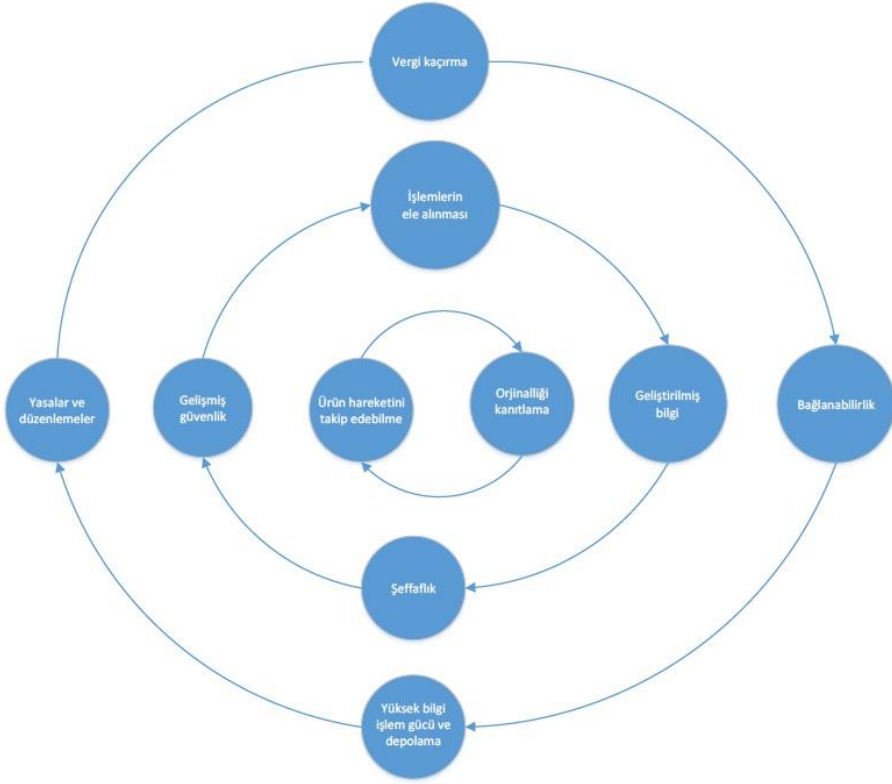 Vergi kaçırma
İşlemlerin
ele alınması
Yasalar ve
düzenlemeler
Gelişmiş
güvenlik
Ürün hareketini
takip edebilme
Orjinalliği
kanıtlama
Geliştirilmiş
bilgi
Bağlanabilirlik
Şeffaflık
Yüksek bilgi
işlem gücü ve
depolama